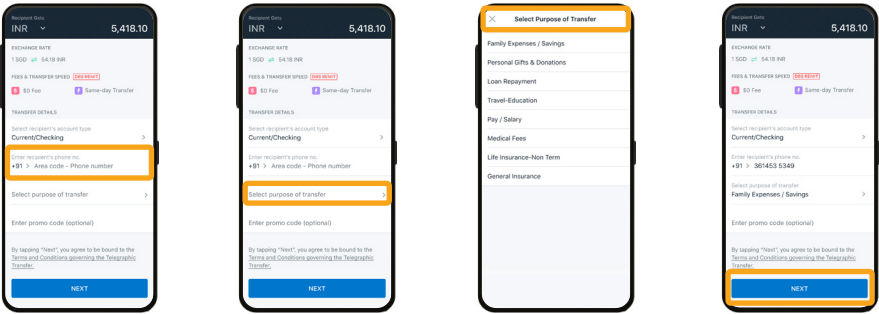 Recipient Gets
INR 5,418.10
EXCHANGE RATE
1 SGD ⇌ 54.18 INR
FEES & TRANSFER SPEED DBS REMIT
$ $0 Fee Same-day Transfer
TRANSFER DETAILS
Select recipient's account type
Current/Checking >
Enter recipient's phone no.
+91 > Area code - Phone number
Select purpose of transfer >
Enter promo code (optional)
By tapping "Next", you agree to be bound to the
Terms and Conditions governing the Telegraphic
Transfer.
NEXT
Recipient Gets
INR 5,418.10
EXCHANGE RATE
1 SGD ⇌ 54.18 INR
FEES & TRANSFER SPEED DBS REMIT
$ $0 Fee Same-day Transfer
TRANSFER DETAILS
Select recipient's account type
Current/Checking >
Enter recipient's phone no.
+91 > Area code - Phone number
Select purpose of transfer >
Enter promo code (optional)
By tapping "Next", you agree to be bound to the
Terms and Conditions governing the Telegraphic
Transfer.
NEXT
Select Purpose of Transfer
Family Expenses / Savings
Personal Gifts & Donations
Loan Repayment
Travel-Education
Pay / Salary
Medical Fees
Life Insurance-Non Term
General Insurance
Recipient Gets
INR 5,418.10
EXCHANGE RATE
1 SGD ⇌ 54.18 INR
FEES & TRANSFER SPEED DBS REMIT
$ $0 Fee Same-day Transfer
TRANSFER DETAILS
Select recipient's account type
Current/Checking >
Enter recipient's phone no.
+91 > 361453 5349
Select purpose of transfer
Family Expenses / Savings >
Enter promo code (optional)
By tapping "Next", you agree to be bound to the
Terms and Conditions governing the Telegraphic
Transfer.
NEXT